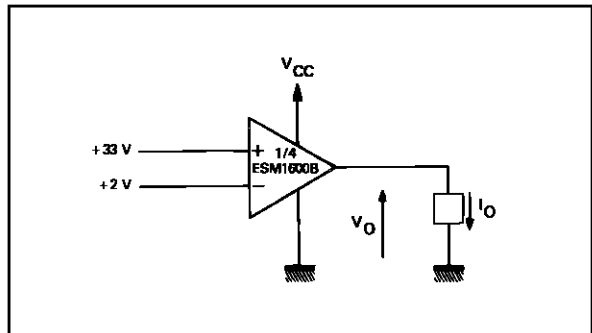 VCC
+33 V
+ 1/4
ESM1600B
+2 V
−
VO
IO